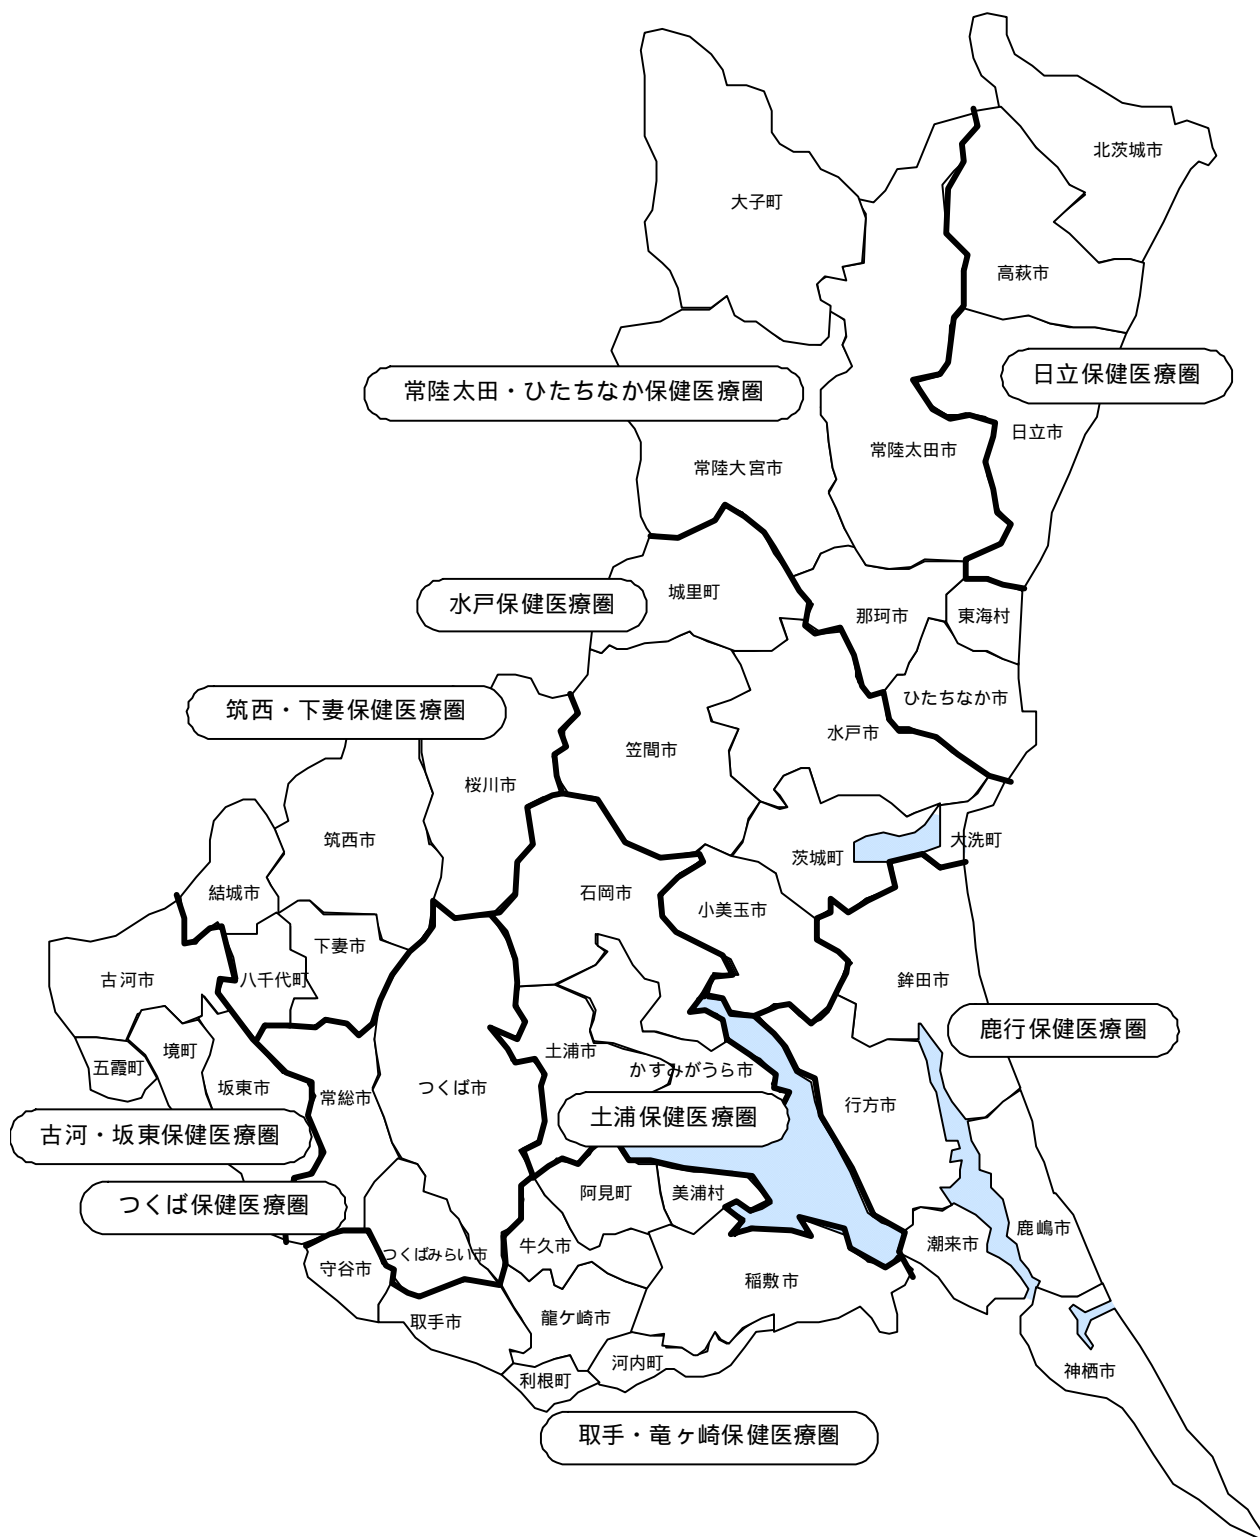 北茨城市
大子町
高萩市
日立保健医療圏
常陸太田・ひたちなか保健医療圏
日立市
常陸太田市
常陸大宮市
城里町
水戸保健医療圏
那珂市
東海村
ひたちなか市
筑西・下妻保健医療圏
水戸市
笠間市
桜川市
筑西市
大洗町
茨城町
結城市
石岡市
小美玉市
下妻市
古河市
八千代町
鉾田市
鹿行保健医療圏
境町
土浦市
五霞町
かすみがうら市
坂東市
つくば市
常総市
行方市
土浦保健医療圏
古河・坂東保健医療圏
阿見町
美浦村
つくば保健医療圏
鹿嶋市
潮来市
牛久市
つくばみらい市
守谷市
稲敷市
龍ケ崎市
取手市
河内町
神栖市
利根町
取手・竜ヶ崎保健医療圏